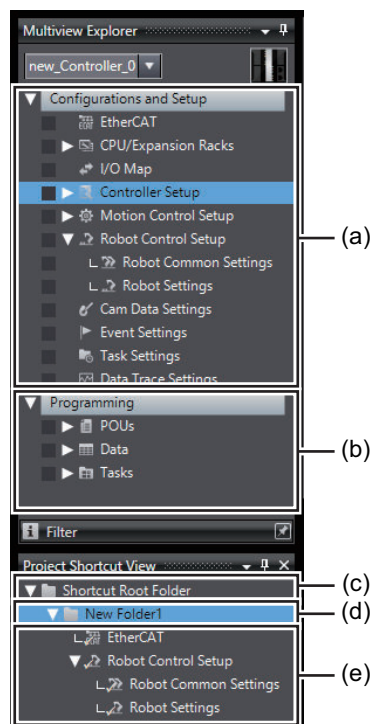 Multiview Explorer
new_Controller_0
Configurations and Setup
EtherCAT
CPU/Expansion Racks
I/O Map
Controller Setup
Motion Control Setup
Robot Control Setup
Robot Common Settings
Robot Settings
Cam Data Settings
Event Settings
Task Settings
Data Trace Settings
(a)
Programming
POUs
Data
Tasks
(b)
Filter
Project Shortcut View
Shortcut Root Folder
(c)
New Folder1
(d)
EtherCAT
Robot Control Setup
Robot Common Settings
Robot Settings
(e)